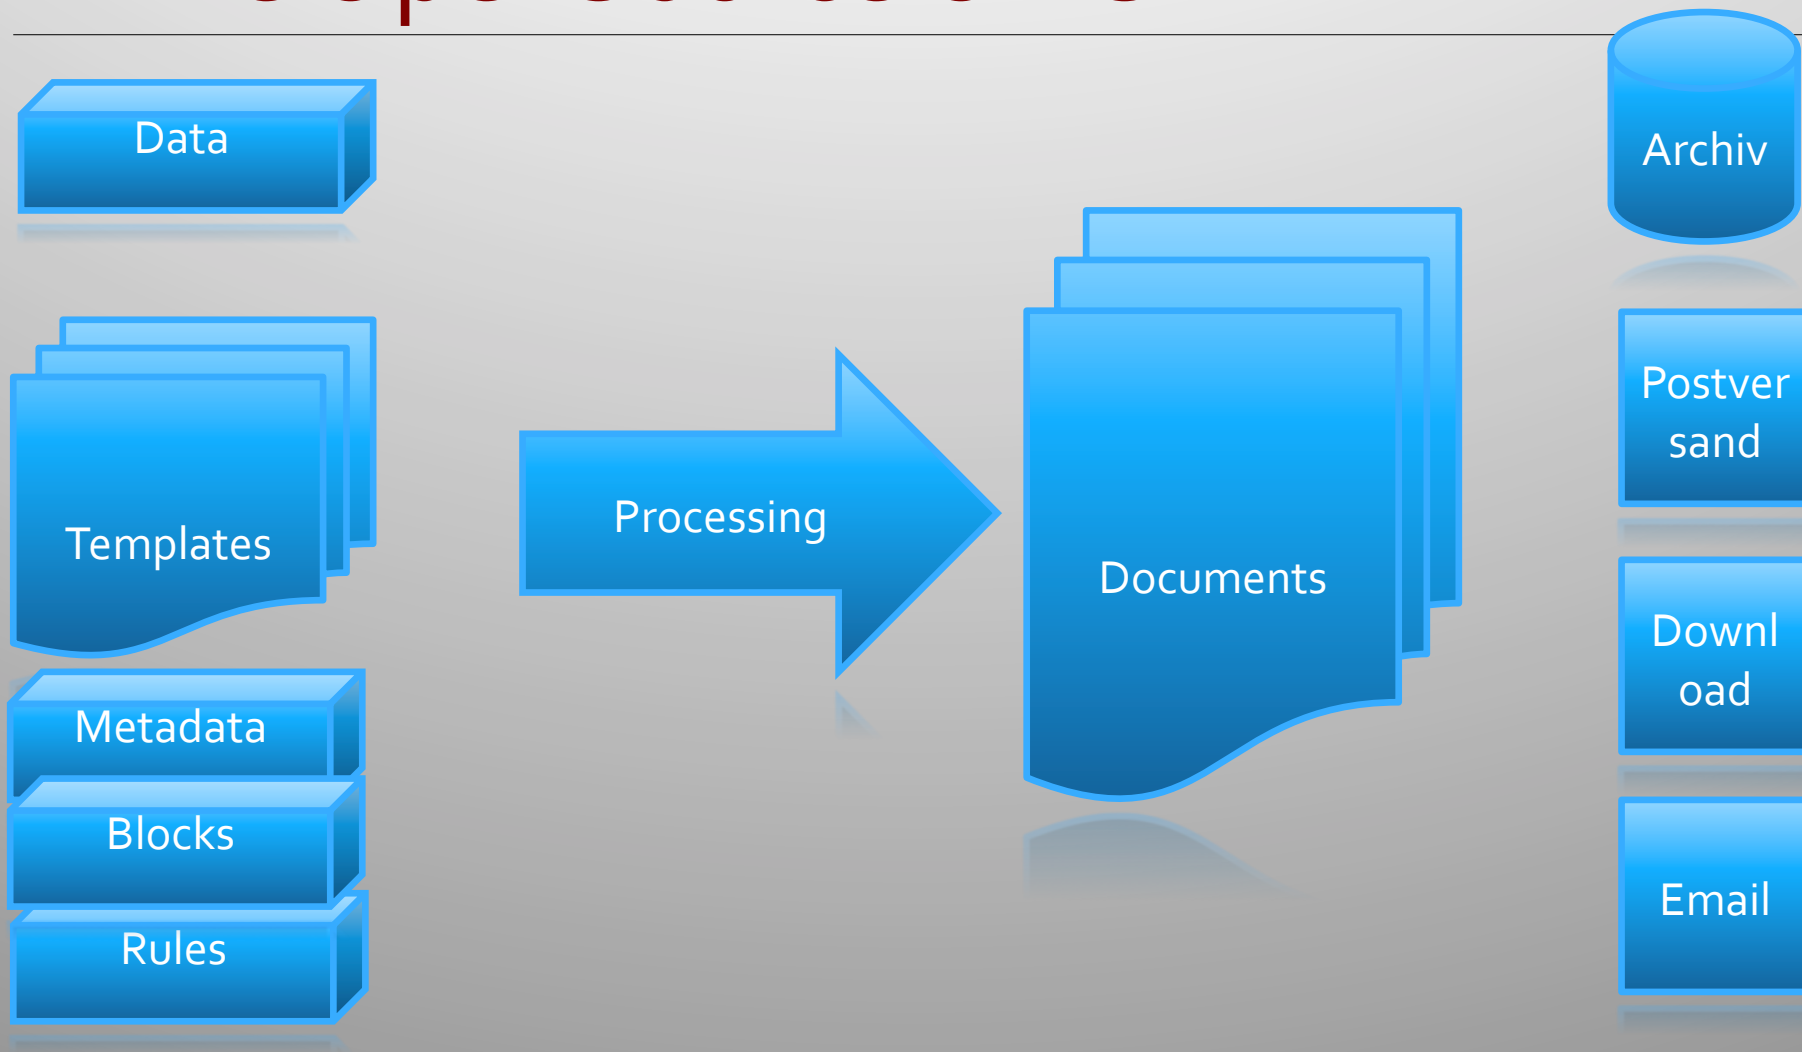 Data
Templates
Metadata
Blocks
Rules
Processing
Documents
Archiv
Postver
sand
Downl
oad
Email